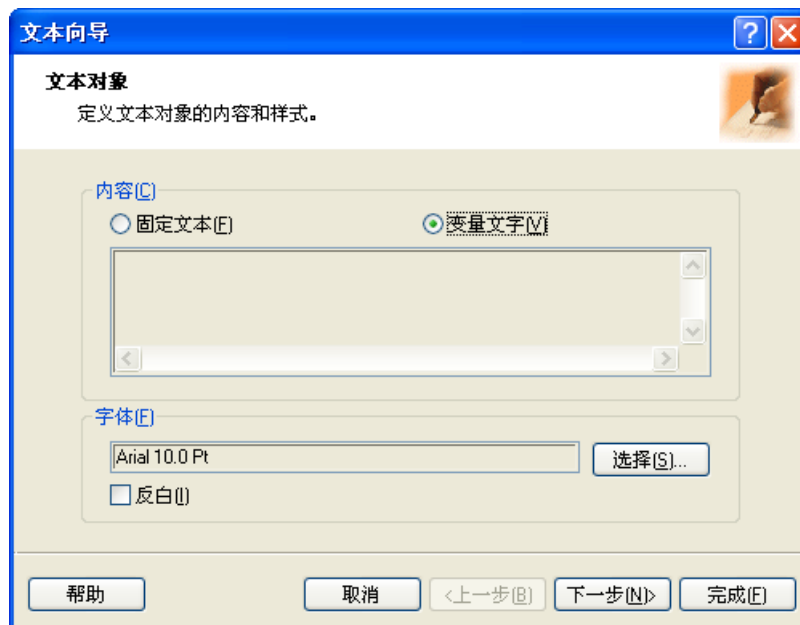 文本向导
文本对象
定义文本对象的内容和样式。
内容(C)
固定文本(F) 变量文字(V)
字体(F)
Arial 10.0 Pt 选择(S)...
反白(I)
帮助 取消 <上一步(B) 下一步(N)> 完成(F)